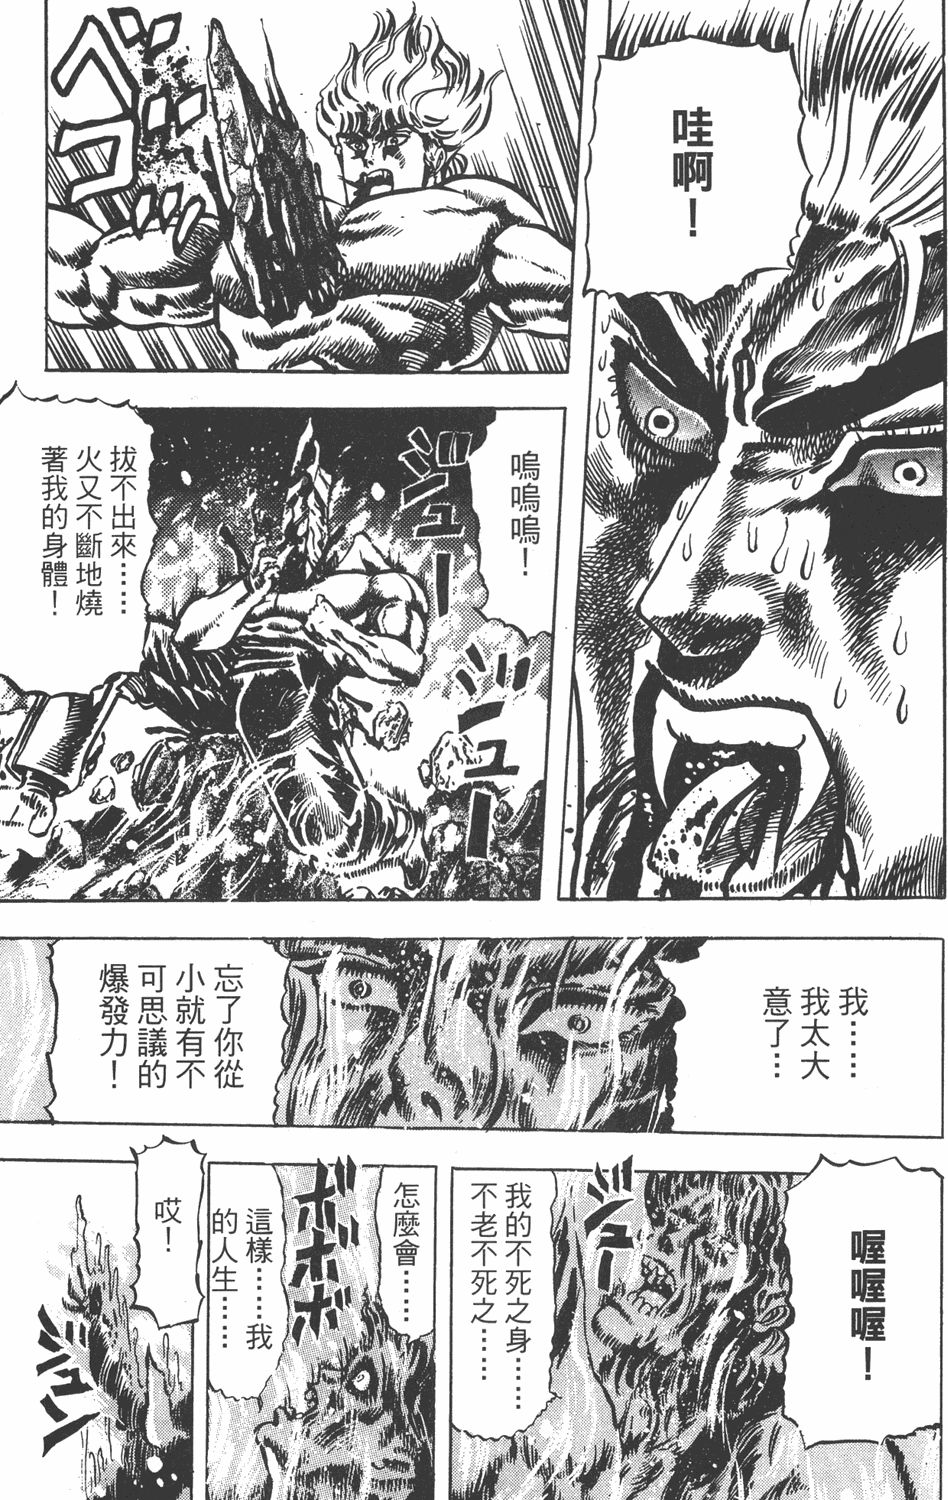 哇啊！
ベゴッ
嗚嗚嗚！
ジュー
ジュー
拔不出來……
火又不斷地燒
著我的身體！
我……
我太大
意了…
忘了你從
小就有不
可思議的
爆發力！
喔喔喔！
ジュー
我的不死之身……
不老不死之……
怎麼會……
ボボボ
這樣……我
的人生……
哎！
ジュン